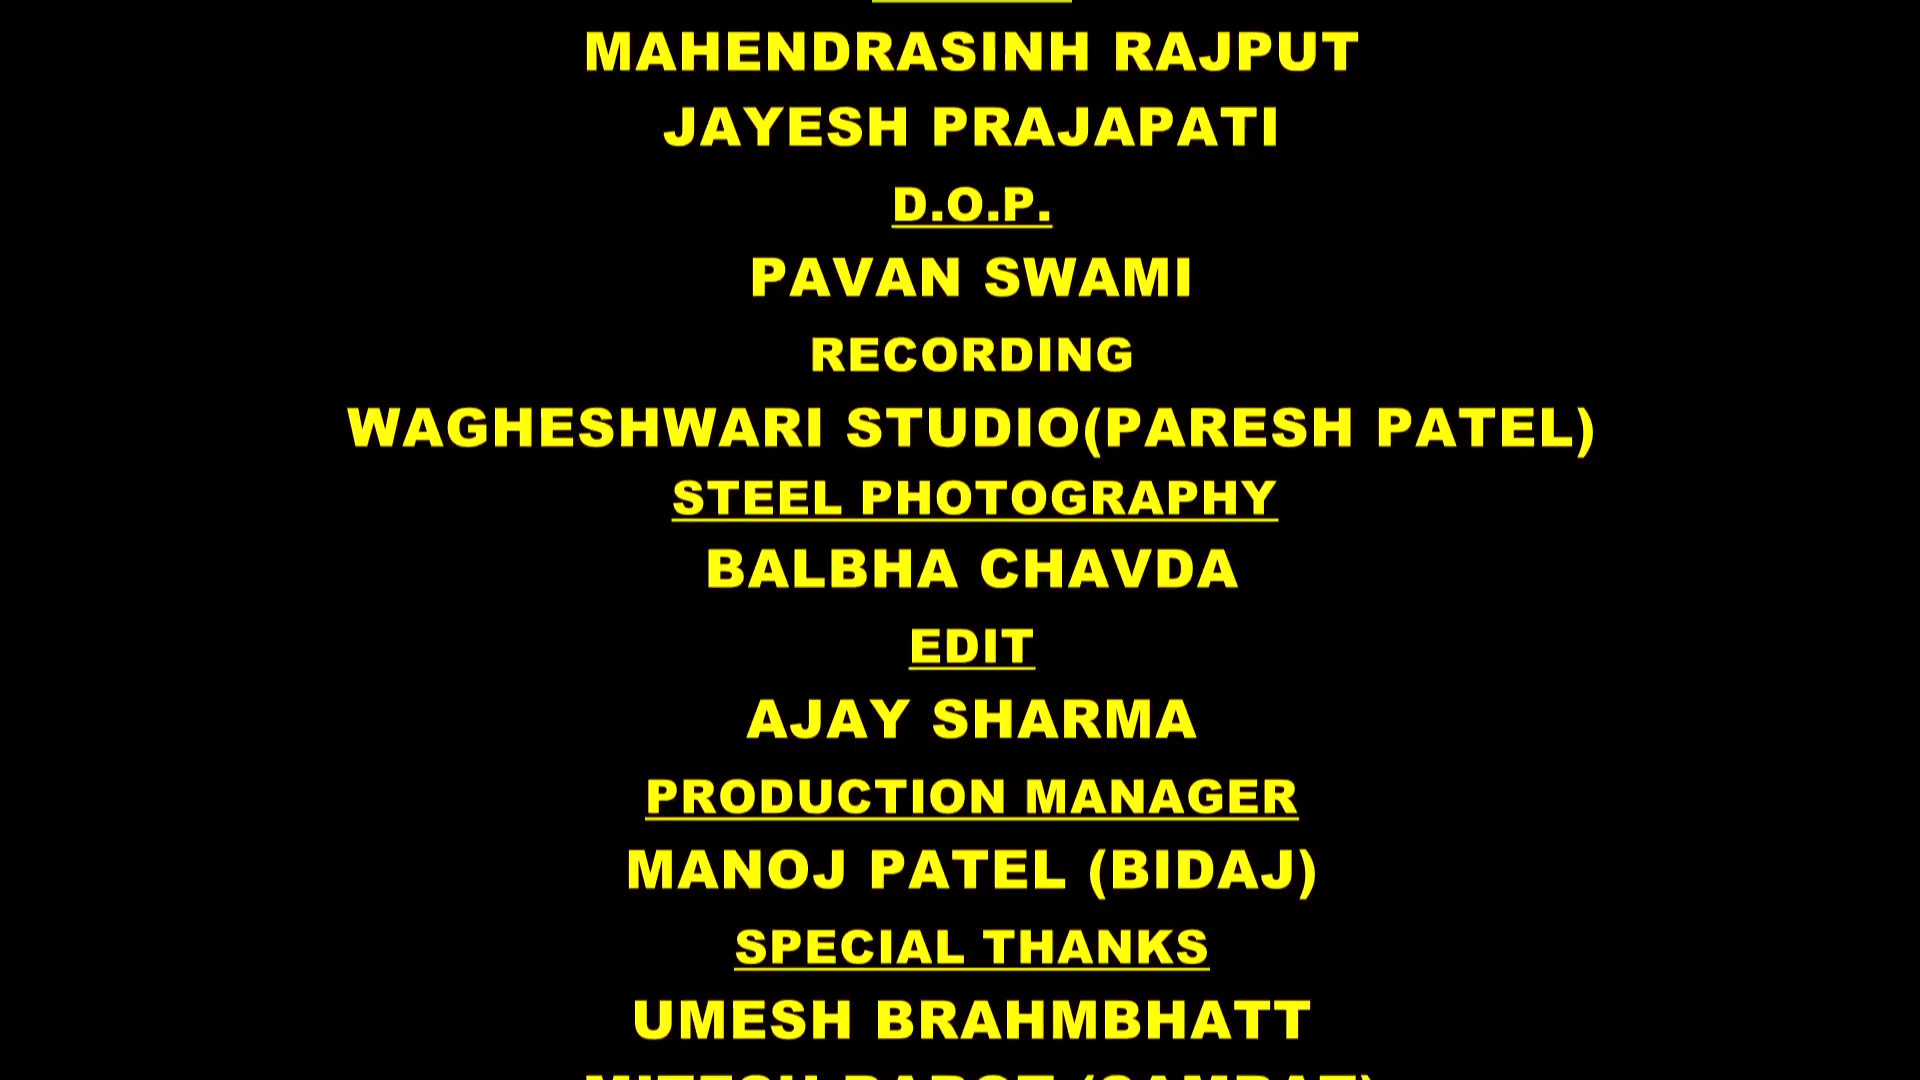 MAHENDRASINH RAJPUT
JAYESH PRAJAPATI
D.O.P.
PAVAN SWAMI
RECORDING
WAGHESHWARI STUDIO(PARESH PATEL)
STEEL PHOTOGRAPHY
BALBHA CHAVDA
EDIT
AJAY SHARMA
PRODUCTION MANAGER
MANOJ PATEL (BIDAJ)
SPECIAL THANKS
UMESH BRAHMBHATT